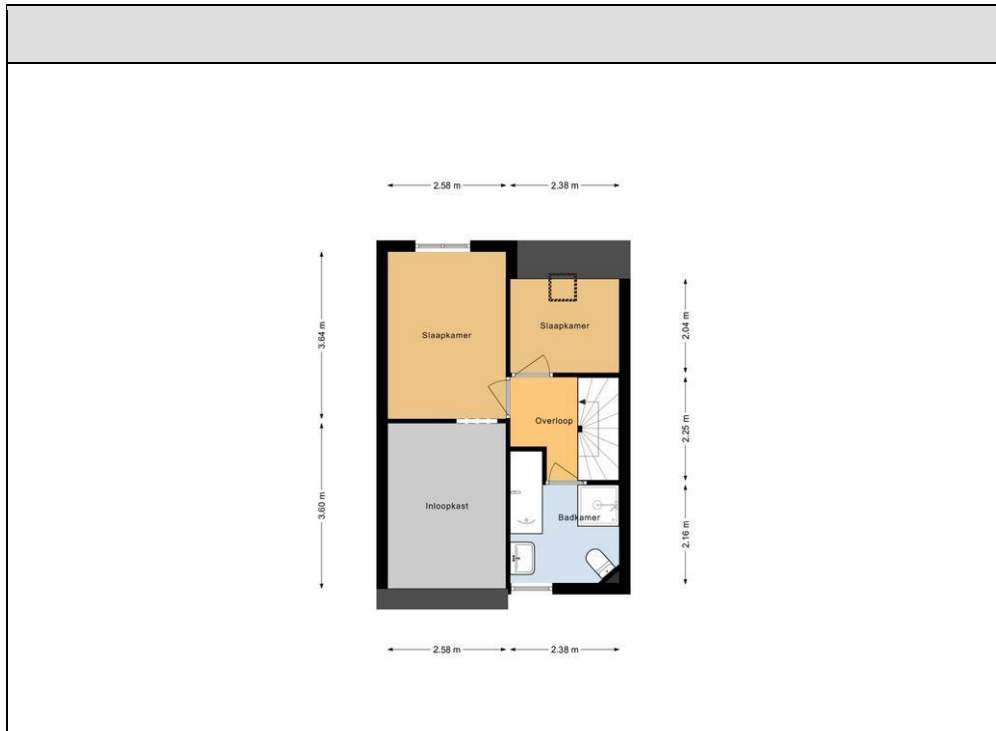 2.58 m
2.38 m
3.64 m
Slaapkamer
Slaapkamer
2.04 m
Overloop
2.25 m
3.60 m
Inloopkast
Badkamer
2.16 m
2.58 m
2.38 m